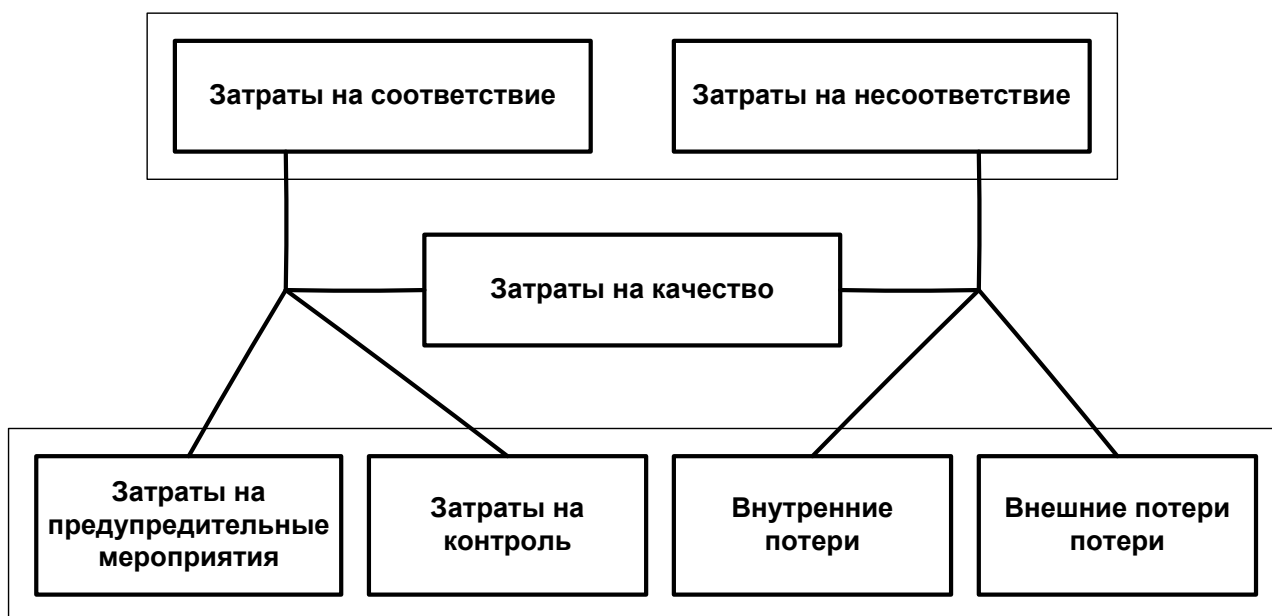 Затраты на соответствие
Затраты на несоответствие
Затраты на качество
Затраты на
предупредительные
мероприятия
Затраты на
контроль
Внутренние
потери
Внешние потери
потери